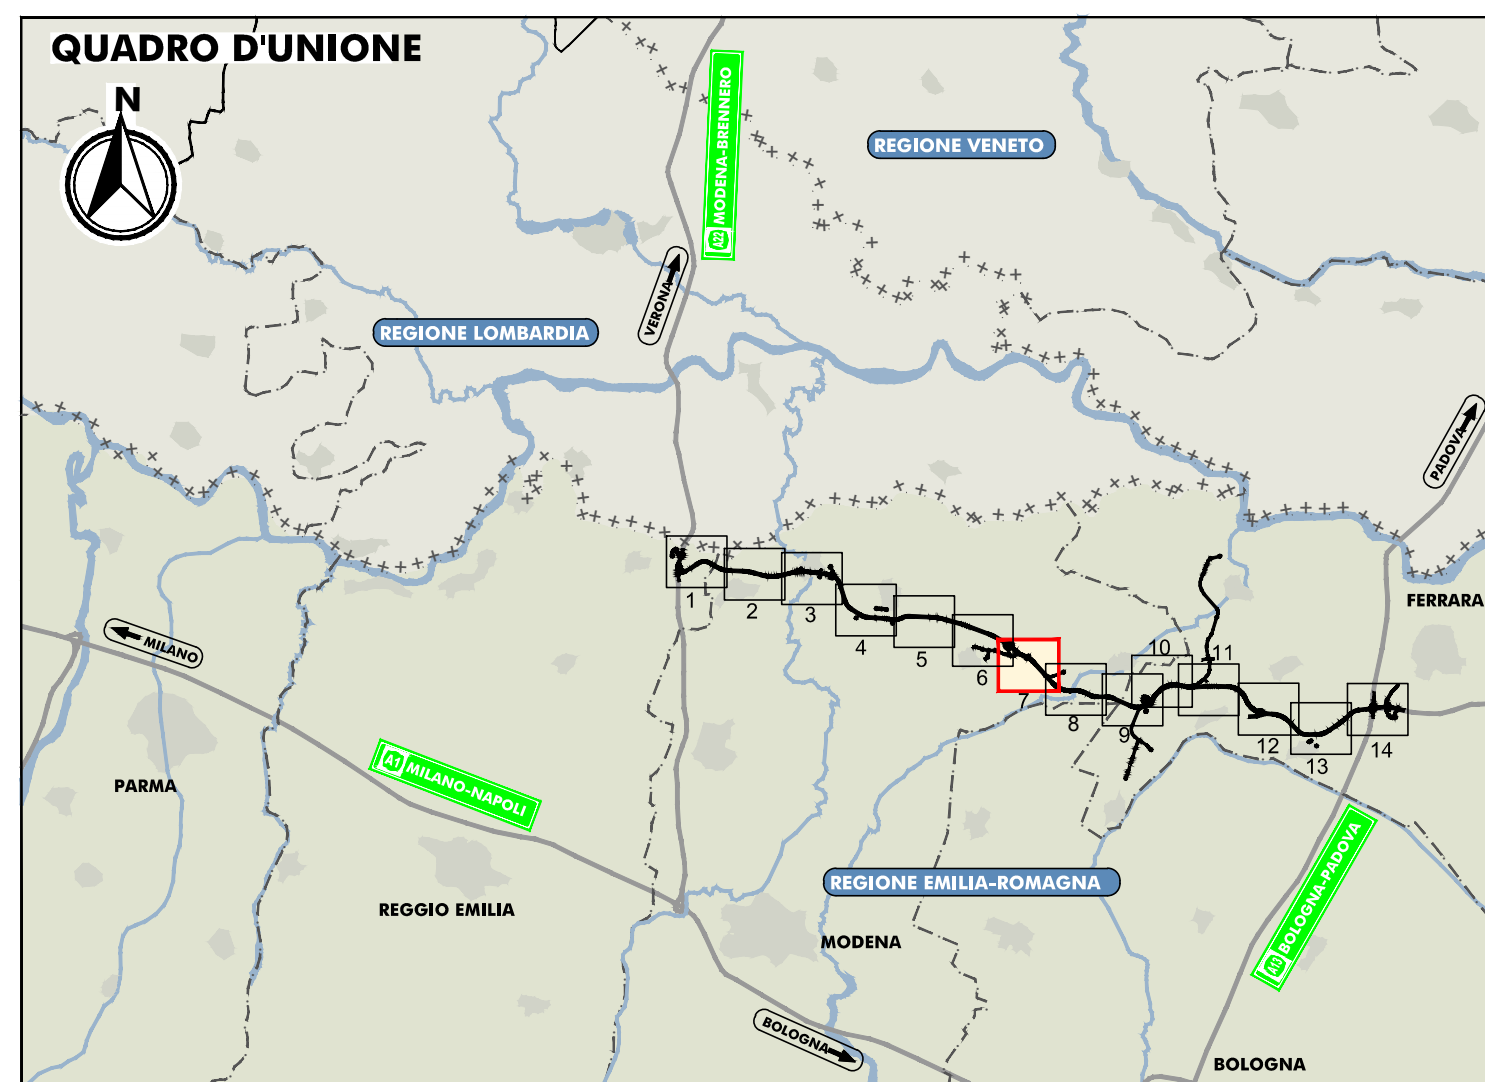 QUADRO D'UNIONE
N
A22 MODENA-BRENNERO
REGIONE VENETO
VERONA
REGIONE LOMBARDIA
PADOVA
FERRARA
MILANO
1
2
3
4
5
6
7
8
9
10
11
12
13
14
PARMA
A1 MILANO-NAPOLI
REGIONE EMILIA-ROMAGNA
A13 BOLOGNA-PADOVA
REGGIO EMILIA
MODENA
BOLOGNA
BOLOGNA